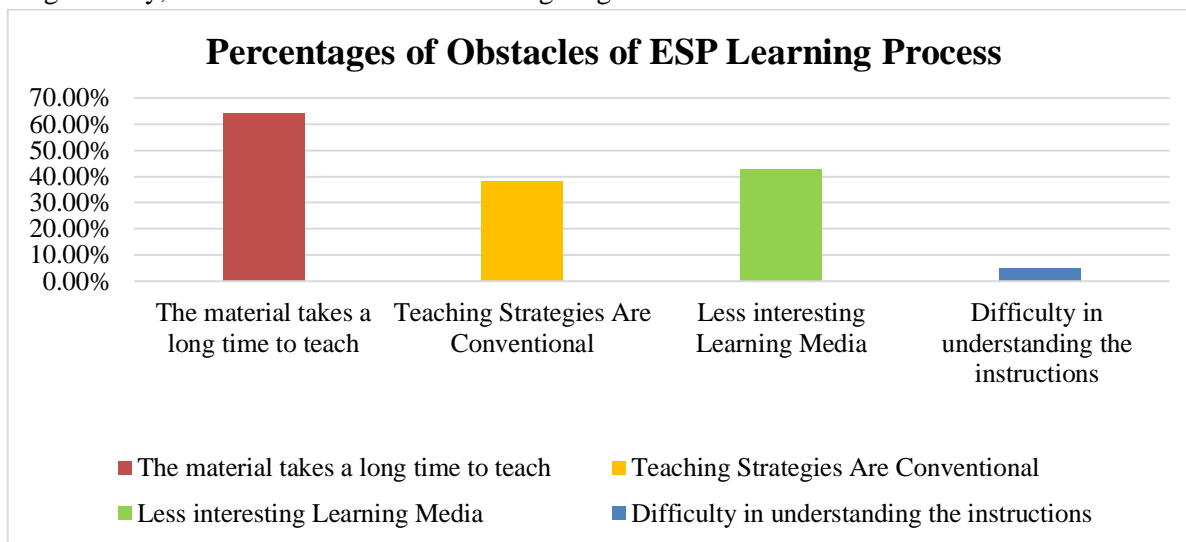 Percentages of Obstacles of ESP Learning Process
70.00%
60.00%
50.00%
40.00%
30.00%
20.00%
10.00%
0.00%
The material takes a
long time to teach
Teaching Strategies Are
Conventional
Less interesting
Learning Media
Difficulty in
understanding the
instructions
The material takes a long time to teach
Teaching Strategies Are Conventional
Less interesting Learning Media
Difficulty in understanding the instructions